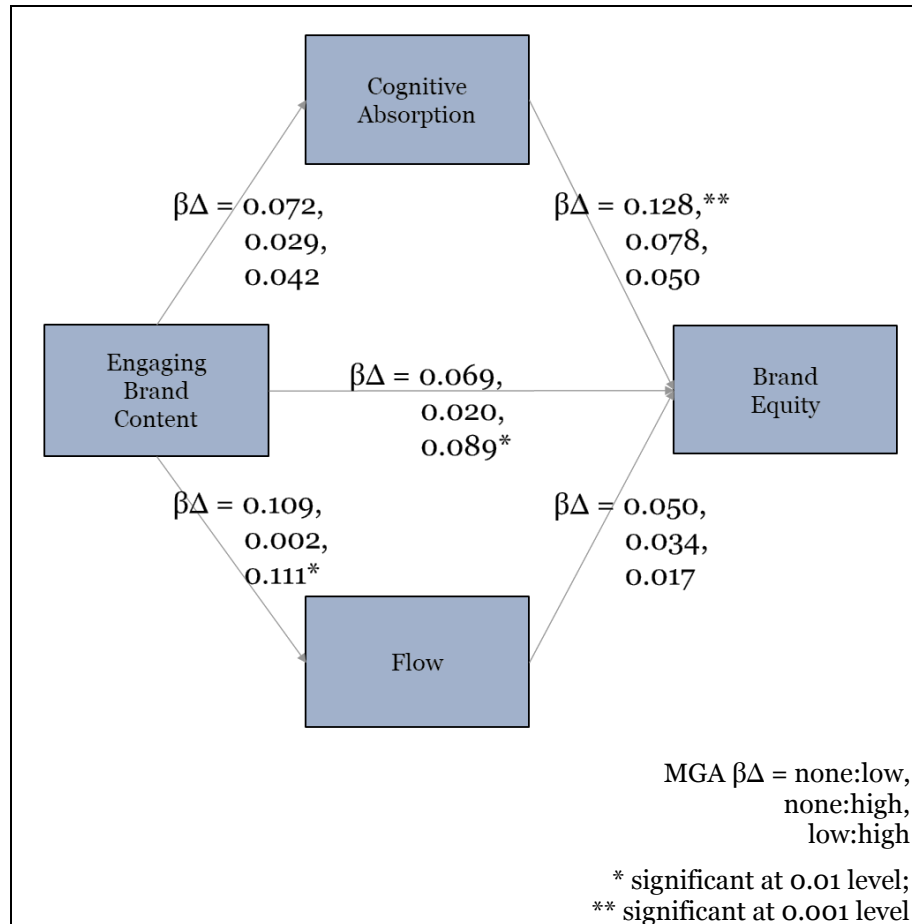 Cognitive
Absorption
βΔ = 0.072,
0.029,
0.042
βΔ = 0.128,**
0.078,
0.050
Engaging
Brand
Content
βΔ = 0.069,
0.020,
0.089*
Brand
Equity
βΔ = 0.109,
0.002,
0.111*
βΔ = 0.050,
0.034,
0.017
Flow
MGA βΔ = none:low,
none:high,
low:high
* significant at 0.01 level;
** significant at 0.001 level